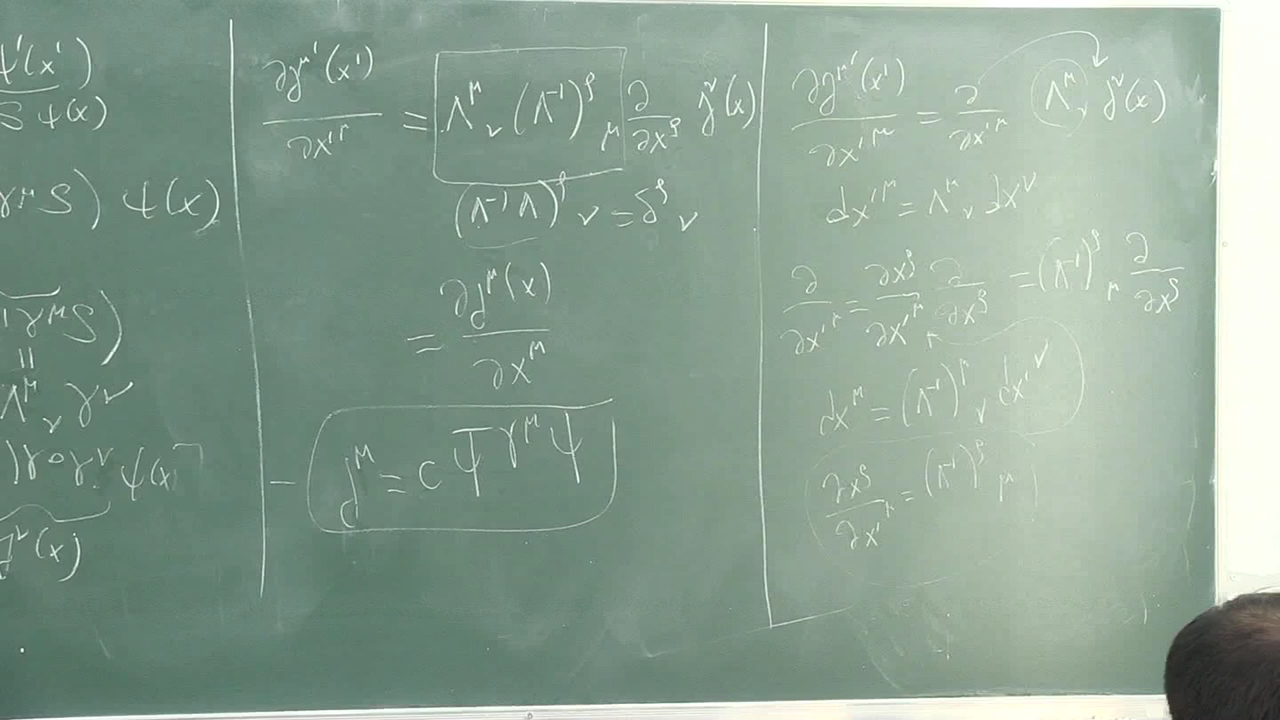 ψ'(x')
S ψ(x)
γ^μ S) ψ(x)
γ^μ S)
||
Λ^μ_ν γ^ν
)γ^0 γ^ν ψ(x)
j^ν(x)
∂j^μ'(x') / ∂x'^μ = Λ^μ_ν (Λ^-1)^ρ_μ ∂/∂x^ρ j^ν(x)
(Λ^-1 Λ)^ρ_ν = δ^ρ_ν
= ∂j^μ(x) / ∂x^μ
- j^μ = c ψ̄ γ^μ ψ
∂j^μ'(x') / ∂x'^μ = ∂/∂x'^μ Λ^μ_ν j^ν(x)
dx'^μ = Λ^μ_ν dx^ν
∂/∂x'^μ = ∂x^ρ/∂x'^μ ∂/∂x^ρ = (Λ^-1)^ρ_μ ∂/∂x^ρ
dx^μ = (Λ^-1)^μ_ν dx'^ν
∂x^ρ/∂x'^μ = (Λ^-1)^ρ_μ